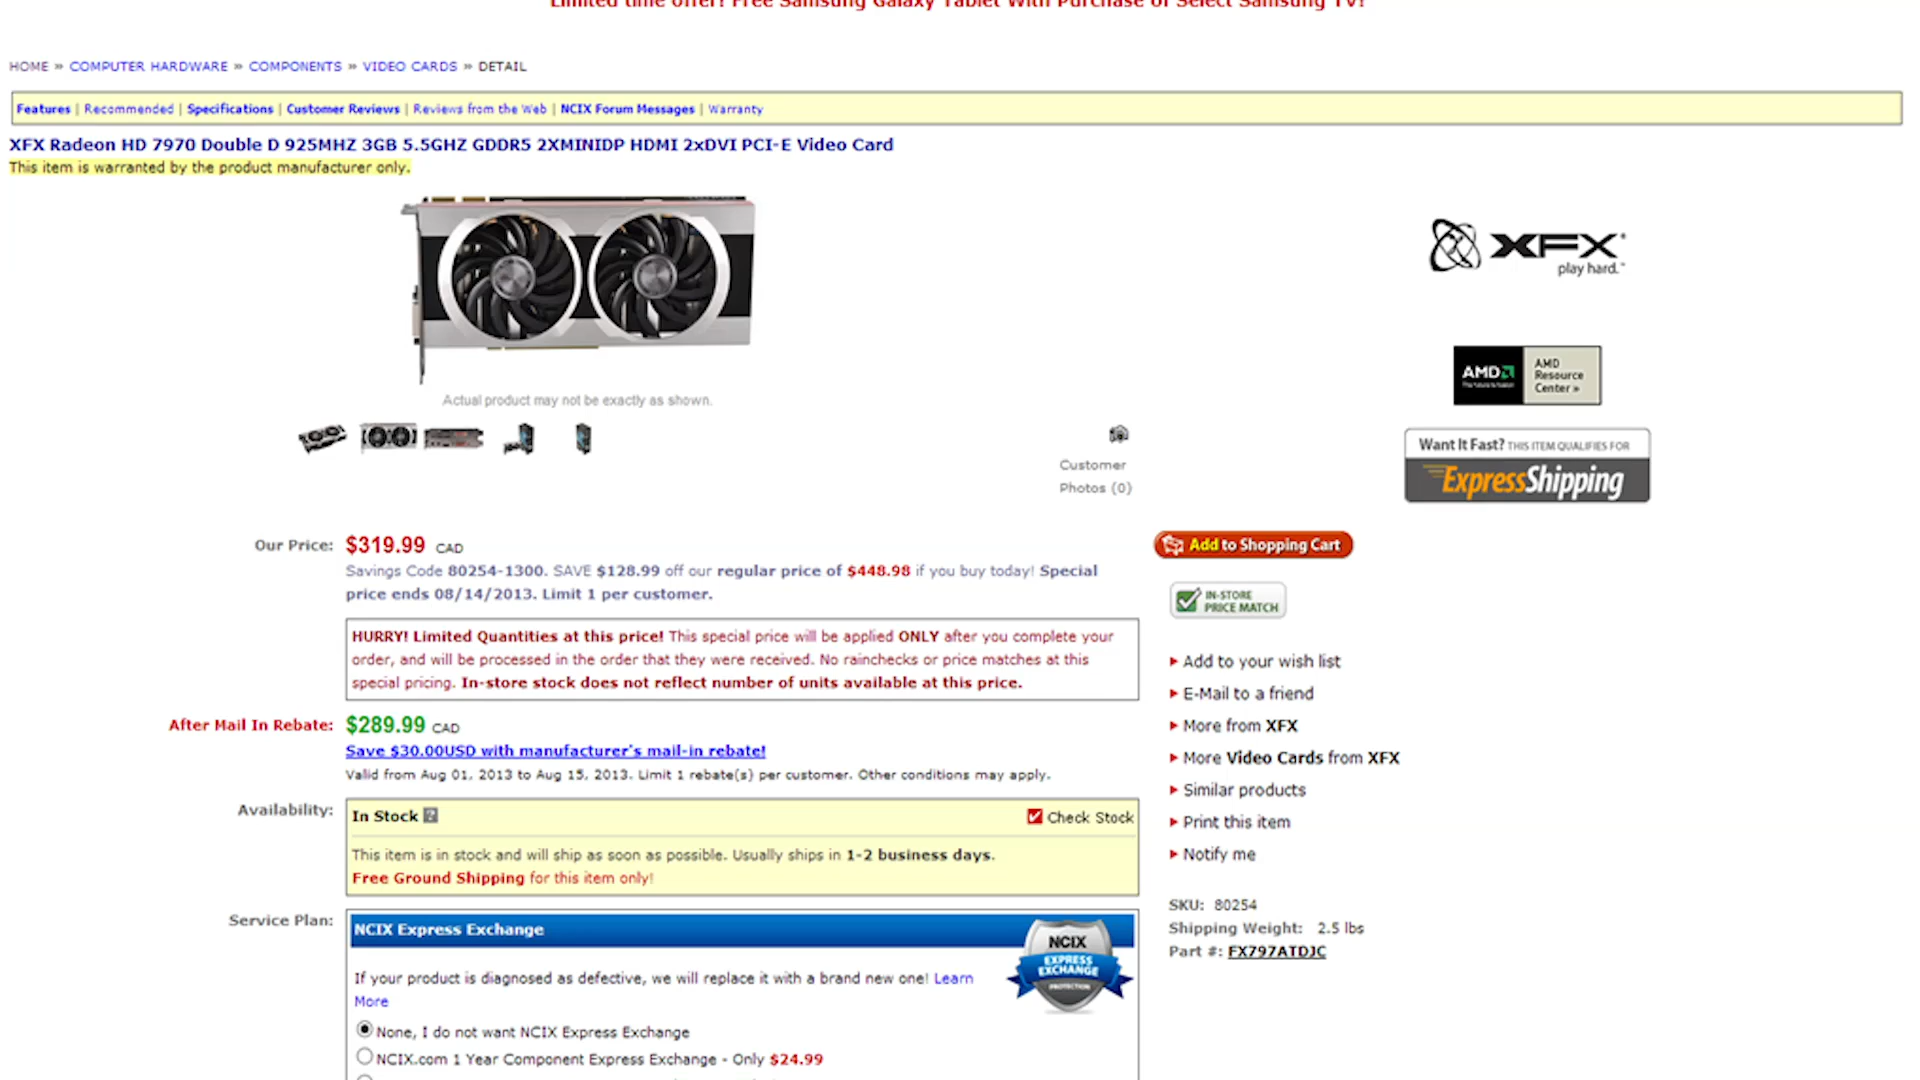 Limited time offer! Free Samsung Galaxy Tablet With Purchase of Select Samsung TV!
HOME » COMPUTER HARDWARE » COMPONENTS » VIDEO CARDS » DETAIL
Features | Recommended | Specifications | Customer Reviews | Reviews from the Web | NCIX Forum Messages | Warranty
XFX Radeon HD 7970 Double D 925MHZ 3GB 5.5GHZ GDDR5 2XMINIDP HDMI 2xDVI PCI-E Video Card
This item is warranted by the product manufacturer only.
XFX
play hard.™
AMD
AMD Resource Center »
Actual product may not be exactly as shown.
Want It Fast? THIS ITEM QUALIFIES FOR
ExpressShipping
Customer
Photos (0)
Our Price: $319.99 CAD
Savings Code 80254-1300. SAVE $128.99 off our regular price of $448.98 if you buy today! Special
price ends 08/14/2013. Limit 1 per customer.
HURRY! Limited Quantities at this price! This special price will be applied ONLY after you complete your
order, and will be processed in the order that they were received. No rainchecks or price matches at this
special pricing. In-store stock does not reflect number of units available at this price.
After Mail In Rebate: $289.99 CAD
Save $30.00USD with manufacturer's mail-in rebate!
Valid from Aug 01, 2013 to Aug 15, 2013. Limit 1 rebate(s) per customer. Other conditions may apply.
Availability: In Stock ? Check Stock
This item is in stock and will ship as soon as possible. Usually ships in 1-2 business days.
Free Ground Shipping for this item only!
Service Plan: NCIX Express Exchange
NCIX
EXPRESS
EXCHANGE
PROTECTION
If your product is diagnosed as defective, we will replace it with a brand new one! Learn
More
None, I do not want NCIX Express Exchange
NCIX.com 1 Year Component Express Exchange - Only $24.99
Add to Shopping Cart
IN-STORE
PRICE MATCH
Add to your wish list
E-Mail to a friend
More from XFX
More Video Cards from XFX
Similar products
Print this item
Notify me
SKU: 80254
Shipping Weight: 2.5 lbs
Part #: FX797ATDJC